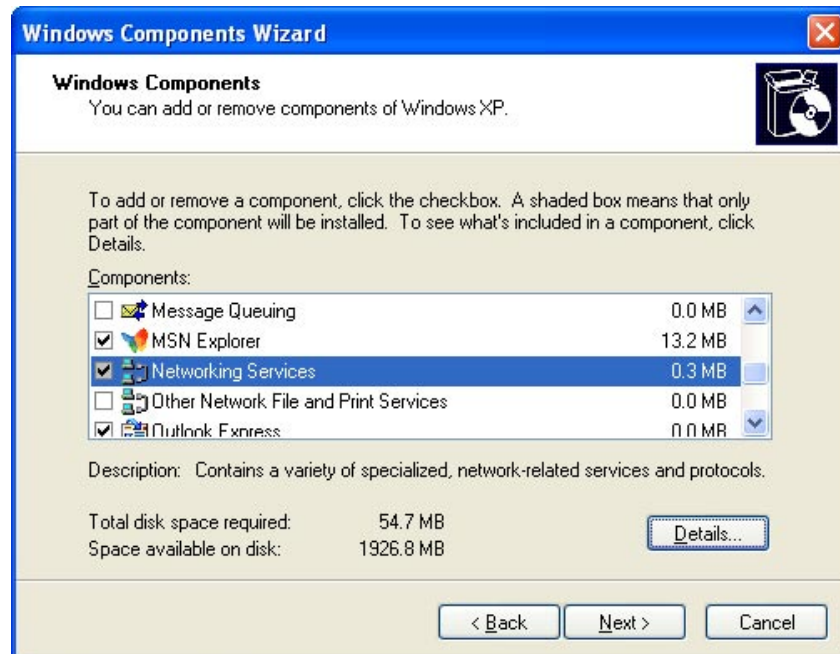 Windows Components Wizard
Windows Components
You can add or remove components of Windows XP.
To add or remove a component, click the checkbox. A shaded box means that only
part of the component will be installed. To see what's included in a component, click
Details.
Components:
Message Queuing 0.0 MB
MSN Explorer 13.2 MB
Networking Services 0.3 MB
Other Network File and Print Services 0.0 MB
Outlook Express 0.0 MB
Description: Contains a variety of specialized, network-related services and protocols.
Total disk space required: 54.7 MB
Space available on disk: 1926.8 MB
Details...
< Back Next > Cancel